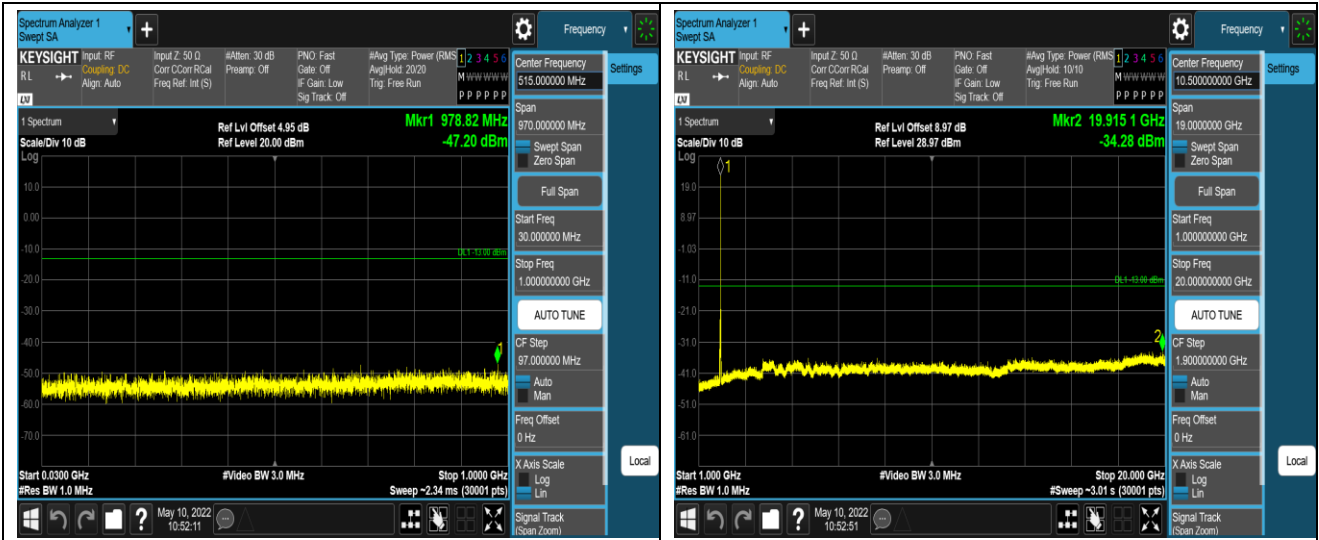 Spectrum Analyzer 1
Swept SA
+
Frequency
KEYSIGHT
RL
Input: RF
Coupling: DC
Align: Auto
Input Z: 50 Ω
Corr CCorr RCal
Freq Ref: Int (S)
#Atten: 30 dB
Preamp: Off
PNO: Fast
Gate: Off
IF Gain: Low
Sig Track: Off
#Avg Type: Power (RMS
Avg|Hold: 20/20
Trig: Free Run
1 2 3 4 5 6
M W W W W W
P P P P P P
LXI
Center Frequency
515.000000 MHz
Settings
1 Spectrum
Scale/Div 10 dB
Ref Lvl Offset 4.95 dB
Ref Level 20.00 dBm
Mkr1 978.82 MHz
-47.20 dBm
Span
970.000000 MHz
Swept Span
Zero Span
Full Span
Start Freq
30.000000 MHz
Stop Freq
1.000000000 GHz
AUTO TUNE
CF Step
97.000000 MHz
Auto
Man
Freq Offset
0 Hz
X Axis Scale
Log
Lin
Signal Track
(Span Zoom)
Local
Log
10.0
0.00
-10.0
DL1 -13.00 dBm
-20.0
-30.0
-40.0
1
-50.0
-60.0
-70.0
Start 0.0300 GHz
#Res BW 1.0 MHz
#Video BW 3.0 MHz
Stop 1.0000 GHz
Sweep ~2.34 ms (30001 pts)
?
May 10, 2022
10:52:11
Spectrum Analyzer 1
Swept SA
+
Frequency
KEYSIGHT
RL
Input: RF
Coupling: DC
Align: Auto
Input Z: 50 Ω
Corr CCorr RCal
Freq Ref: Int (S)
#Atten: 30 dB
Preamp: Off
PNO: Fast
Gate: Off
IF Gain: Low
Sig Track: Off
#Avg Type: Power (RMS
Avg|Hold: 10/10
Trig: Free Run
1 2 3 4 5 6
M W W W W W
P P P P P P
LXI
Center Frequency
10.500000000 GHz
Settings
1 Spectrum
Scale/Div 10 dB
Ref Lvl Offset 8.97 dB
Ref Level 28.97 dBm
Mkr2 19.915 1 GHz
-34.28 dBm
Span
19.0000000 GHz
Swept Span
Zero Span
Full Span
Start Freq
1.000000000 GHz
Stop Freq
20.000000000 GHz
AUTO TUNE
CF Step
1.900000000 GHz
Auto
Man
Freq Offset
0 Hz
X Axis Scale
Log
Lin
Signal Track
(Span Zoom)
Local
Log
1
19.0
8.97
-1.03
-11.0
DL1 -13.00 dBm
-21.0
-31.0
2
-41.0
-51.0
-61.0
Start 1.000 GHz
#Res BW 1.0 MHz
#Video BW 3.0 MHz
Stop 20.000 GHz
#Sweep ~3.01 s (30001 pts)
?
May 10, 2022
10:52:51